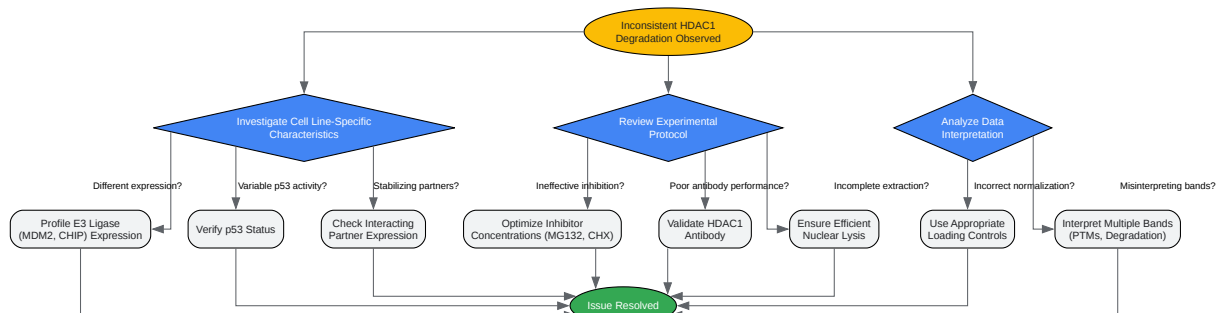 Inconsistent HDAC1
Degradation Observed
Investigate Cell Line-Specific
Characteristics
Review Experimental
Protocol
Analyze Data
Interpretation
Different expression?
Variable p53 activity?
Stabilizing partners?
Ineffective inhibition?
Poor antibody performance?
Incomplete extraction?
Incorrect normalization?
Misinterpreting bands?
Profile E3 Ligase
(MDM2, CHIP) Expression
Verify p53 Status
Check Interacting
Partner Expression
Optimize Inhibitor
Concentrations (MG132, CHX)
Validate HDAC1
Antibody
Ensure Efficient
Nuclear Lysis
Use Appropriate
Loading Controls
Interpret Multiple Bands
(PTMs, Degradation)
Issue Resolved